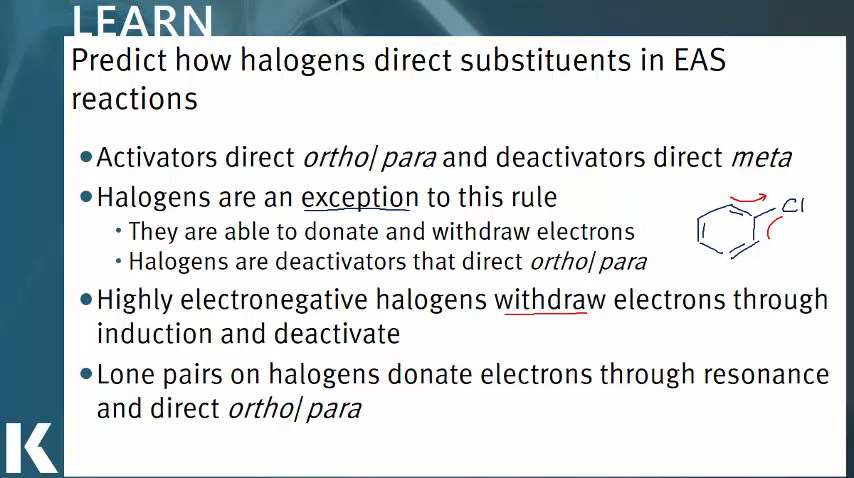 LEARN
Predict how halogens direct substituents in EAS
reactions
•Activators direct ortho/para and deactivators direct meta
•Halogens are an exception to this rule
Cl
• They are able to donate and withdraw electrons
• Halogens are deactivators that direct ortho/para
•Highly electronegative halogens withdraw electrons through
induction and deactivate
•Lone pairs on halogens donate electrons through resonance
and direct ortho/para
K